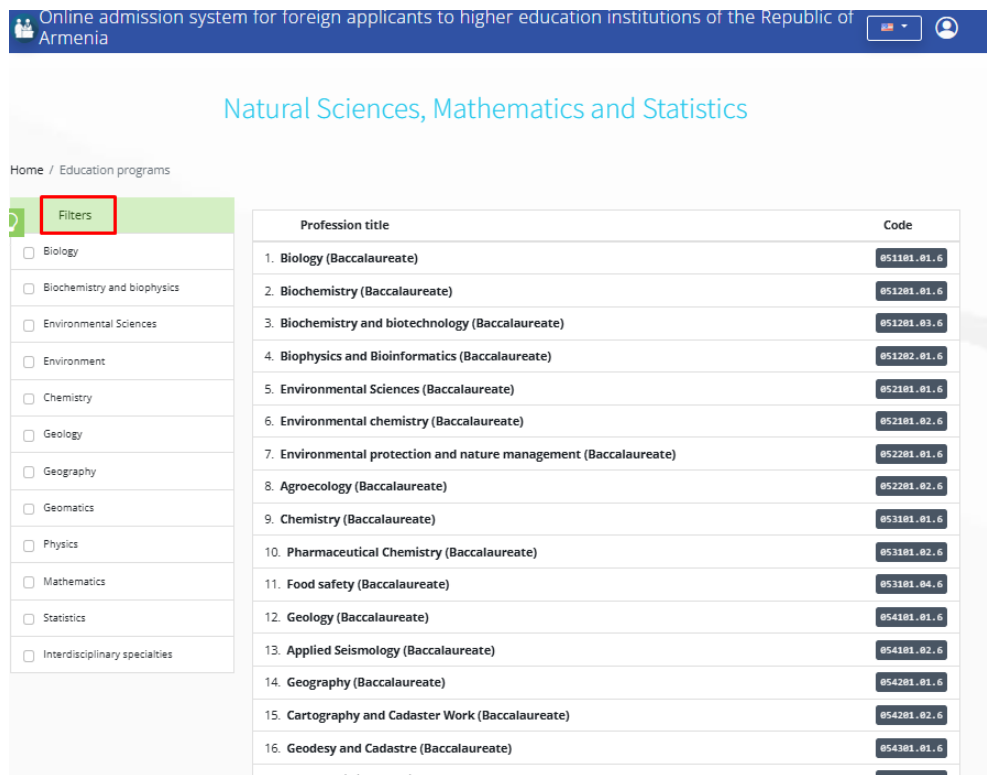 Online admission system for foreign applicants to higher education institutions of the Republic of
Armenia
Natural Sciences, Mathematics and Statistics
Home / Education programs
Filters
Biology
Biochemistry and biophysics
Environmental Sciences
Environment
Chemistry
Geology
Geography
Geomatics
Physics
Mathematics
Statistics
Interdisciplinary specialties
Profession title Code
1. Biology (Baccalaureate) 051101.01.6
2. Biochemistry (Baccalaureate) 051201.01.6
3. Biochemistry and biotechnology (Baccalaureate) 051201.03.6
4. Biophysics and Bioinformatics (Baccalaureate) 051202.01.6
5. Environmental Sciences (Baccalaureate) 052101.01.6
6. Environmental chemistry (Baccalaureate) 052101.02.6
7. Environmental protection and nature management (Baccalaureate) 052201.01.6
8. Agroecology (Baccalaureate) 052201.02.6
9. Chemistry (Baccalaureate) 053101.01.6
10. Pharmaceutical Chemistry (Baccalaureate) 053101.02.6
11. Food safety (Baccalaureate) 053101.04.6
12. Geology (Baccalaureate) 054101.01.6
13. Applied Seismology (Baccalaureate) 054101.02.6
14. Geography (Baccalaureate) 054201.01.6
15. Cartography and Cadaster Work (Baccalaureate) 054201.02.6
16. Geodesy and Cadastre (Baccalaureate) 054301.01.6